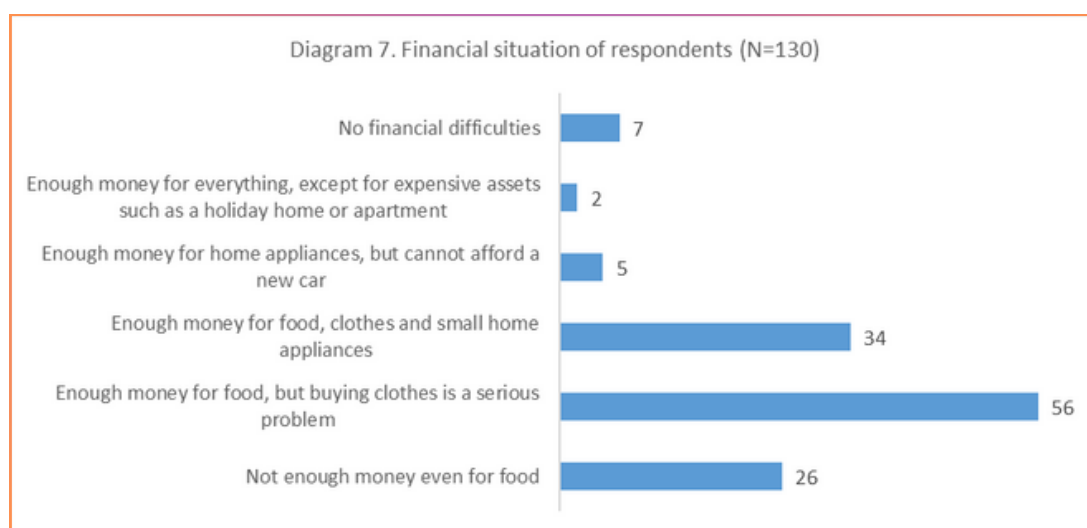 Diagram 7. Financial situation of respondents (N=130)
No financial difficulties
7
Enough money for everything, except for expensive assets
such as a holiday home or apartment
2
Enough money for home appliances, but cannot afford a
new car
5
Enough money for food, clothes and small home
appliances
34
Enough money for food, but buying clothes is a serious
problem
56
Not enough money even for food
26